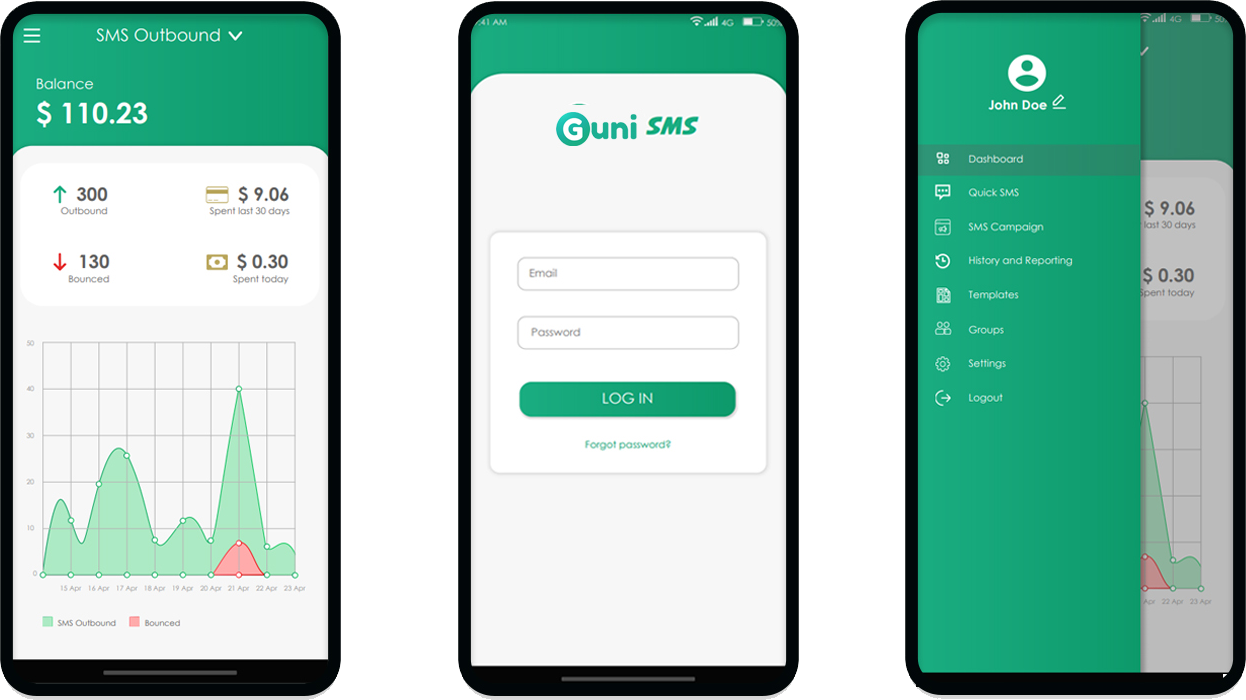 SMS Outbound
Balance
$ 110.23
300
Outbound
$ 9.06
Spent last 30 days
130
Bounced
$ 0.30
Spent today
50
40
30
20
10
0
15 Apr 16 Apr 17 Apr 18 Apr 19 Apr 20 Apr 21 Apr 22 Apr 23 Apr
SMS Outbound Bounced
:41 AM 4G 50%
Guni SMS
Email
Password
LOG IN
Forgot password?
4G 50
John Doe
Dashboard
Quick SMS
SMS Campaign
History and Reporting
Templates
Groups
Settings
Logout
$ 9.06
last 30 days
$ 0.30
Spent today
Apr 22 Apr 23 Apr